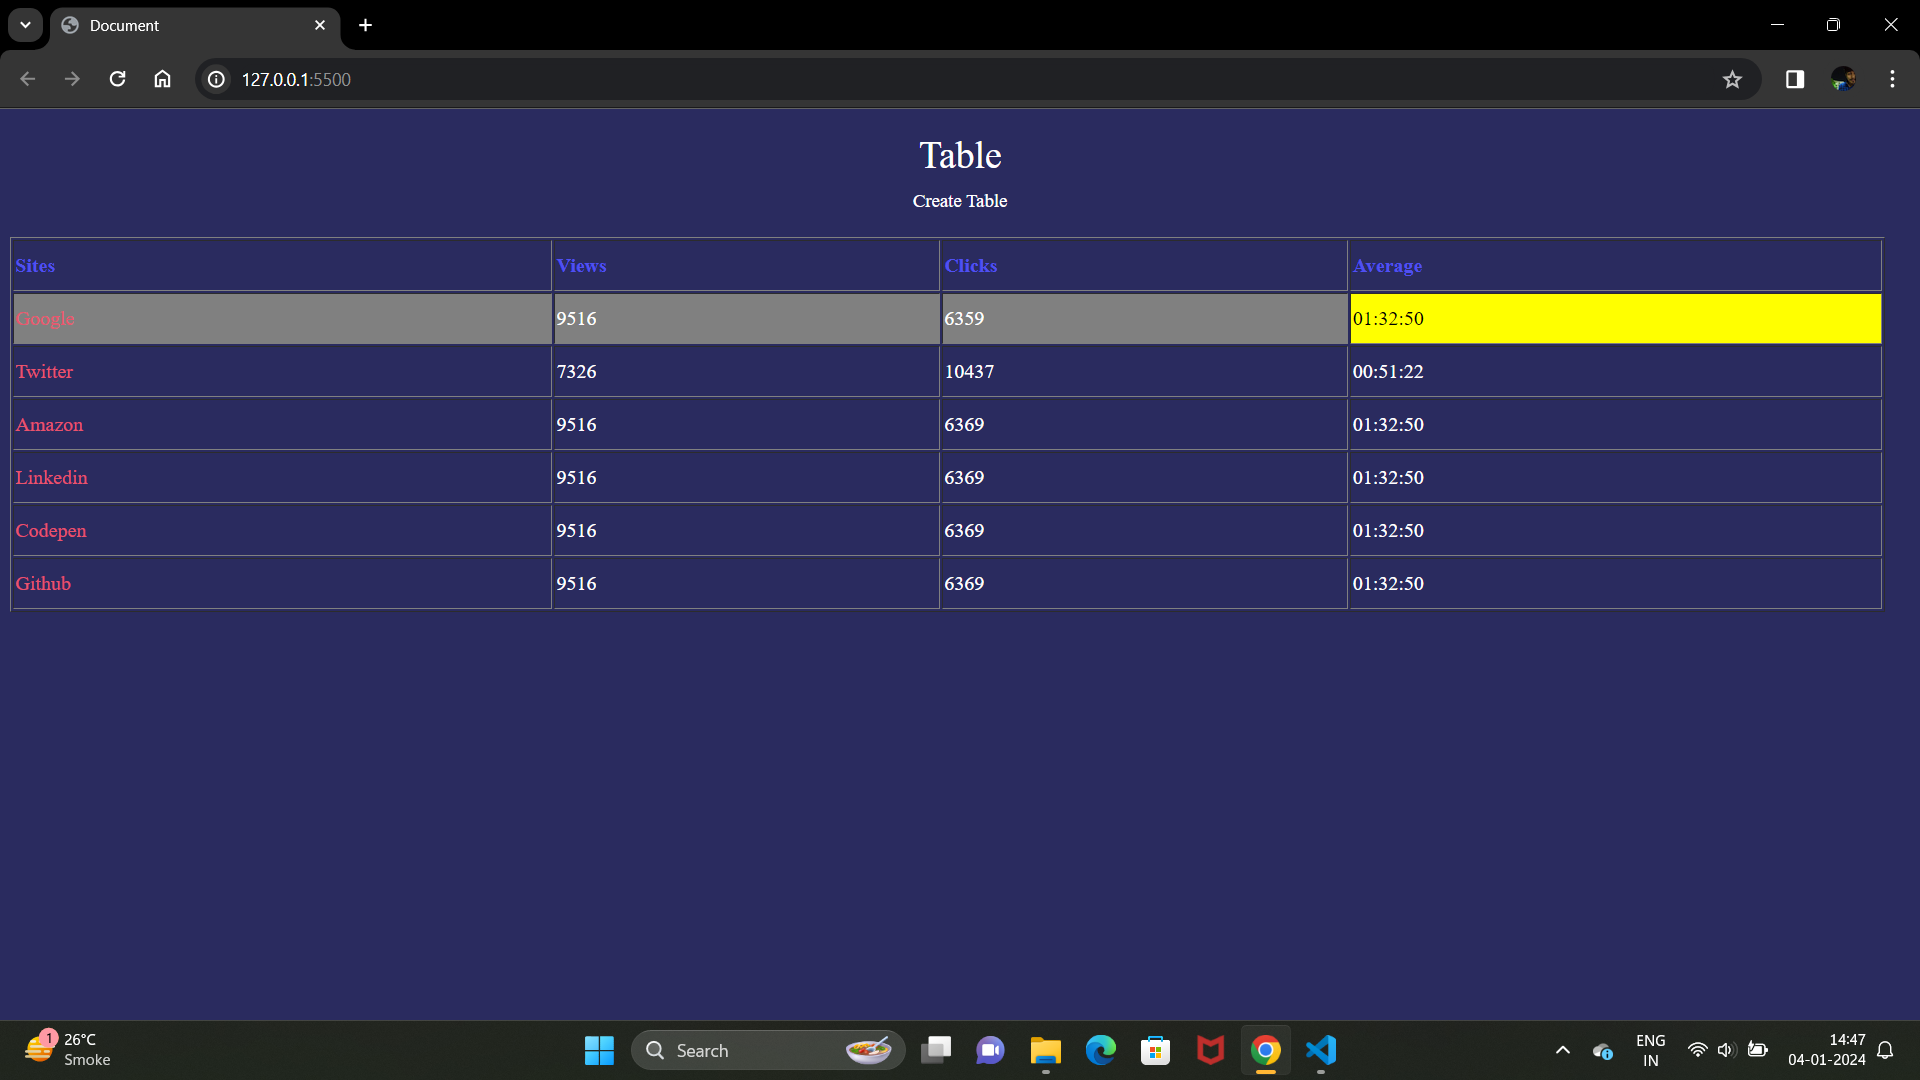 Document
127.0.0.1:5500
Table
Create Table
Sites Views Clicks Average
Google 9516 6359 01:32:50
Twitter 7326 10437 00:51:22
Amazon 9516 6369 01:32:50
Linkedin 9516 6369 01:32:50
Codepen 9516 6369 01:32:50
Github 9516 6369 01:32:50
1 26°C
Smoke
Search
ENG
IN
14:47
04-01-2024